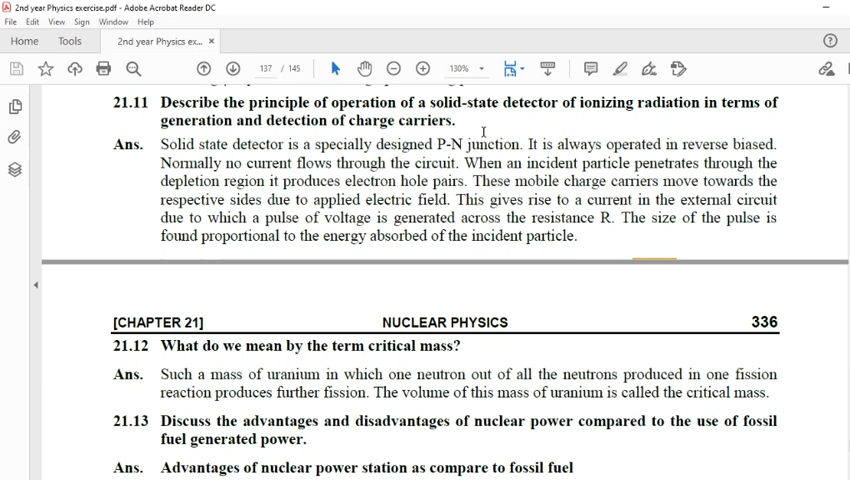 2nd year Physics exercise.pdf - Adobe Acrobat Reader DC
File Edit View Sign Window Help
Home Tools 2nd year Physics ex... ×
137 / 145 130%
21.11 Describe the principle of operation of a solid-state detector of ionizing radiation in terms of
generation and detection of charge carriers.
Ans. Solid state detector is a specially designed P-N junction. It is always operated in reverse biased.
Normally no current flows through the circuit. When an incident particle penetrates through the
depletion region it produces electron hole pairs. These mobile charge carriers move towards the
respective sides due to applied electric field. This gives rise to a current in the external circuit
due to which a pulse of voltage is generated across the resistance R. The size of the pulse is
found proportional to the energy absorbed of the incident particle.
[CHAPTER 21] NUCLEAR PHYSICS 336
21.12 What do we mean by the term critical mass?
Ans. Such a mass of uranium in which one neutron out of all the neutrons produced in one fission
reaction produces further fission. The volume of this mass of uranium is called the critical mass.
21.13 Discuss the advantages and disadvantages of nuclear power compared to the use of fossil
fuel generated power.
Ans. Advantages of nuclear power station as compare to fossil fuel